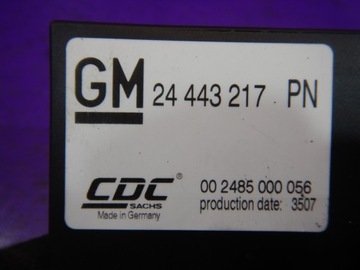 GM 24 443 217 PN
CDC 00 2485 000 056
SACHS production date: 3507
Made in Germany